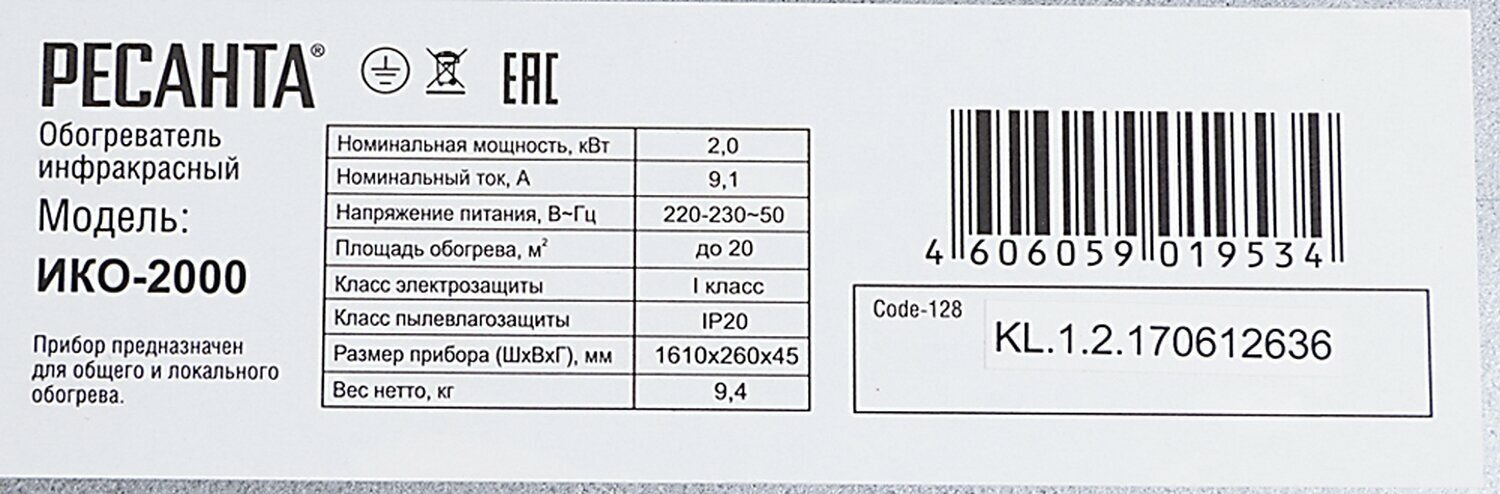 РЕСАНТА®
EAC
Обогреватель
инфракрасный
Модель:
ИКО-2000
Прибор предназначен
для общего и локального
обогрева.
Номинальная мощность, кВт 2,0
Номинальный ток, А 9,1
Напряжение питания, В~Гц 220-230~50
Площадь обогрева, м² до 20
Класс электрозащиты I класс
Класс пылевлагозащиты IP20
Размер прибора (ШхВхГ), мм 1610х260х45
Вес нетто, кг 9,4
4 606059 019534
Code-128
KL.1.2.170612636